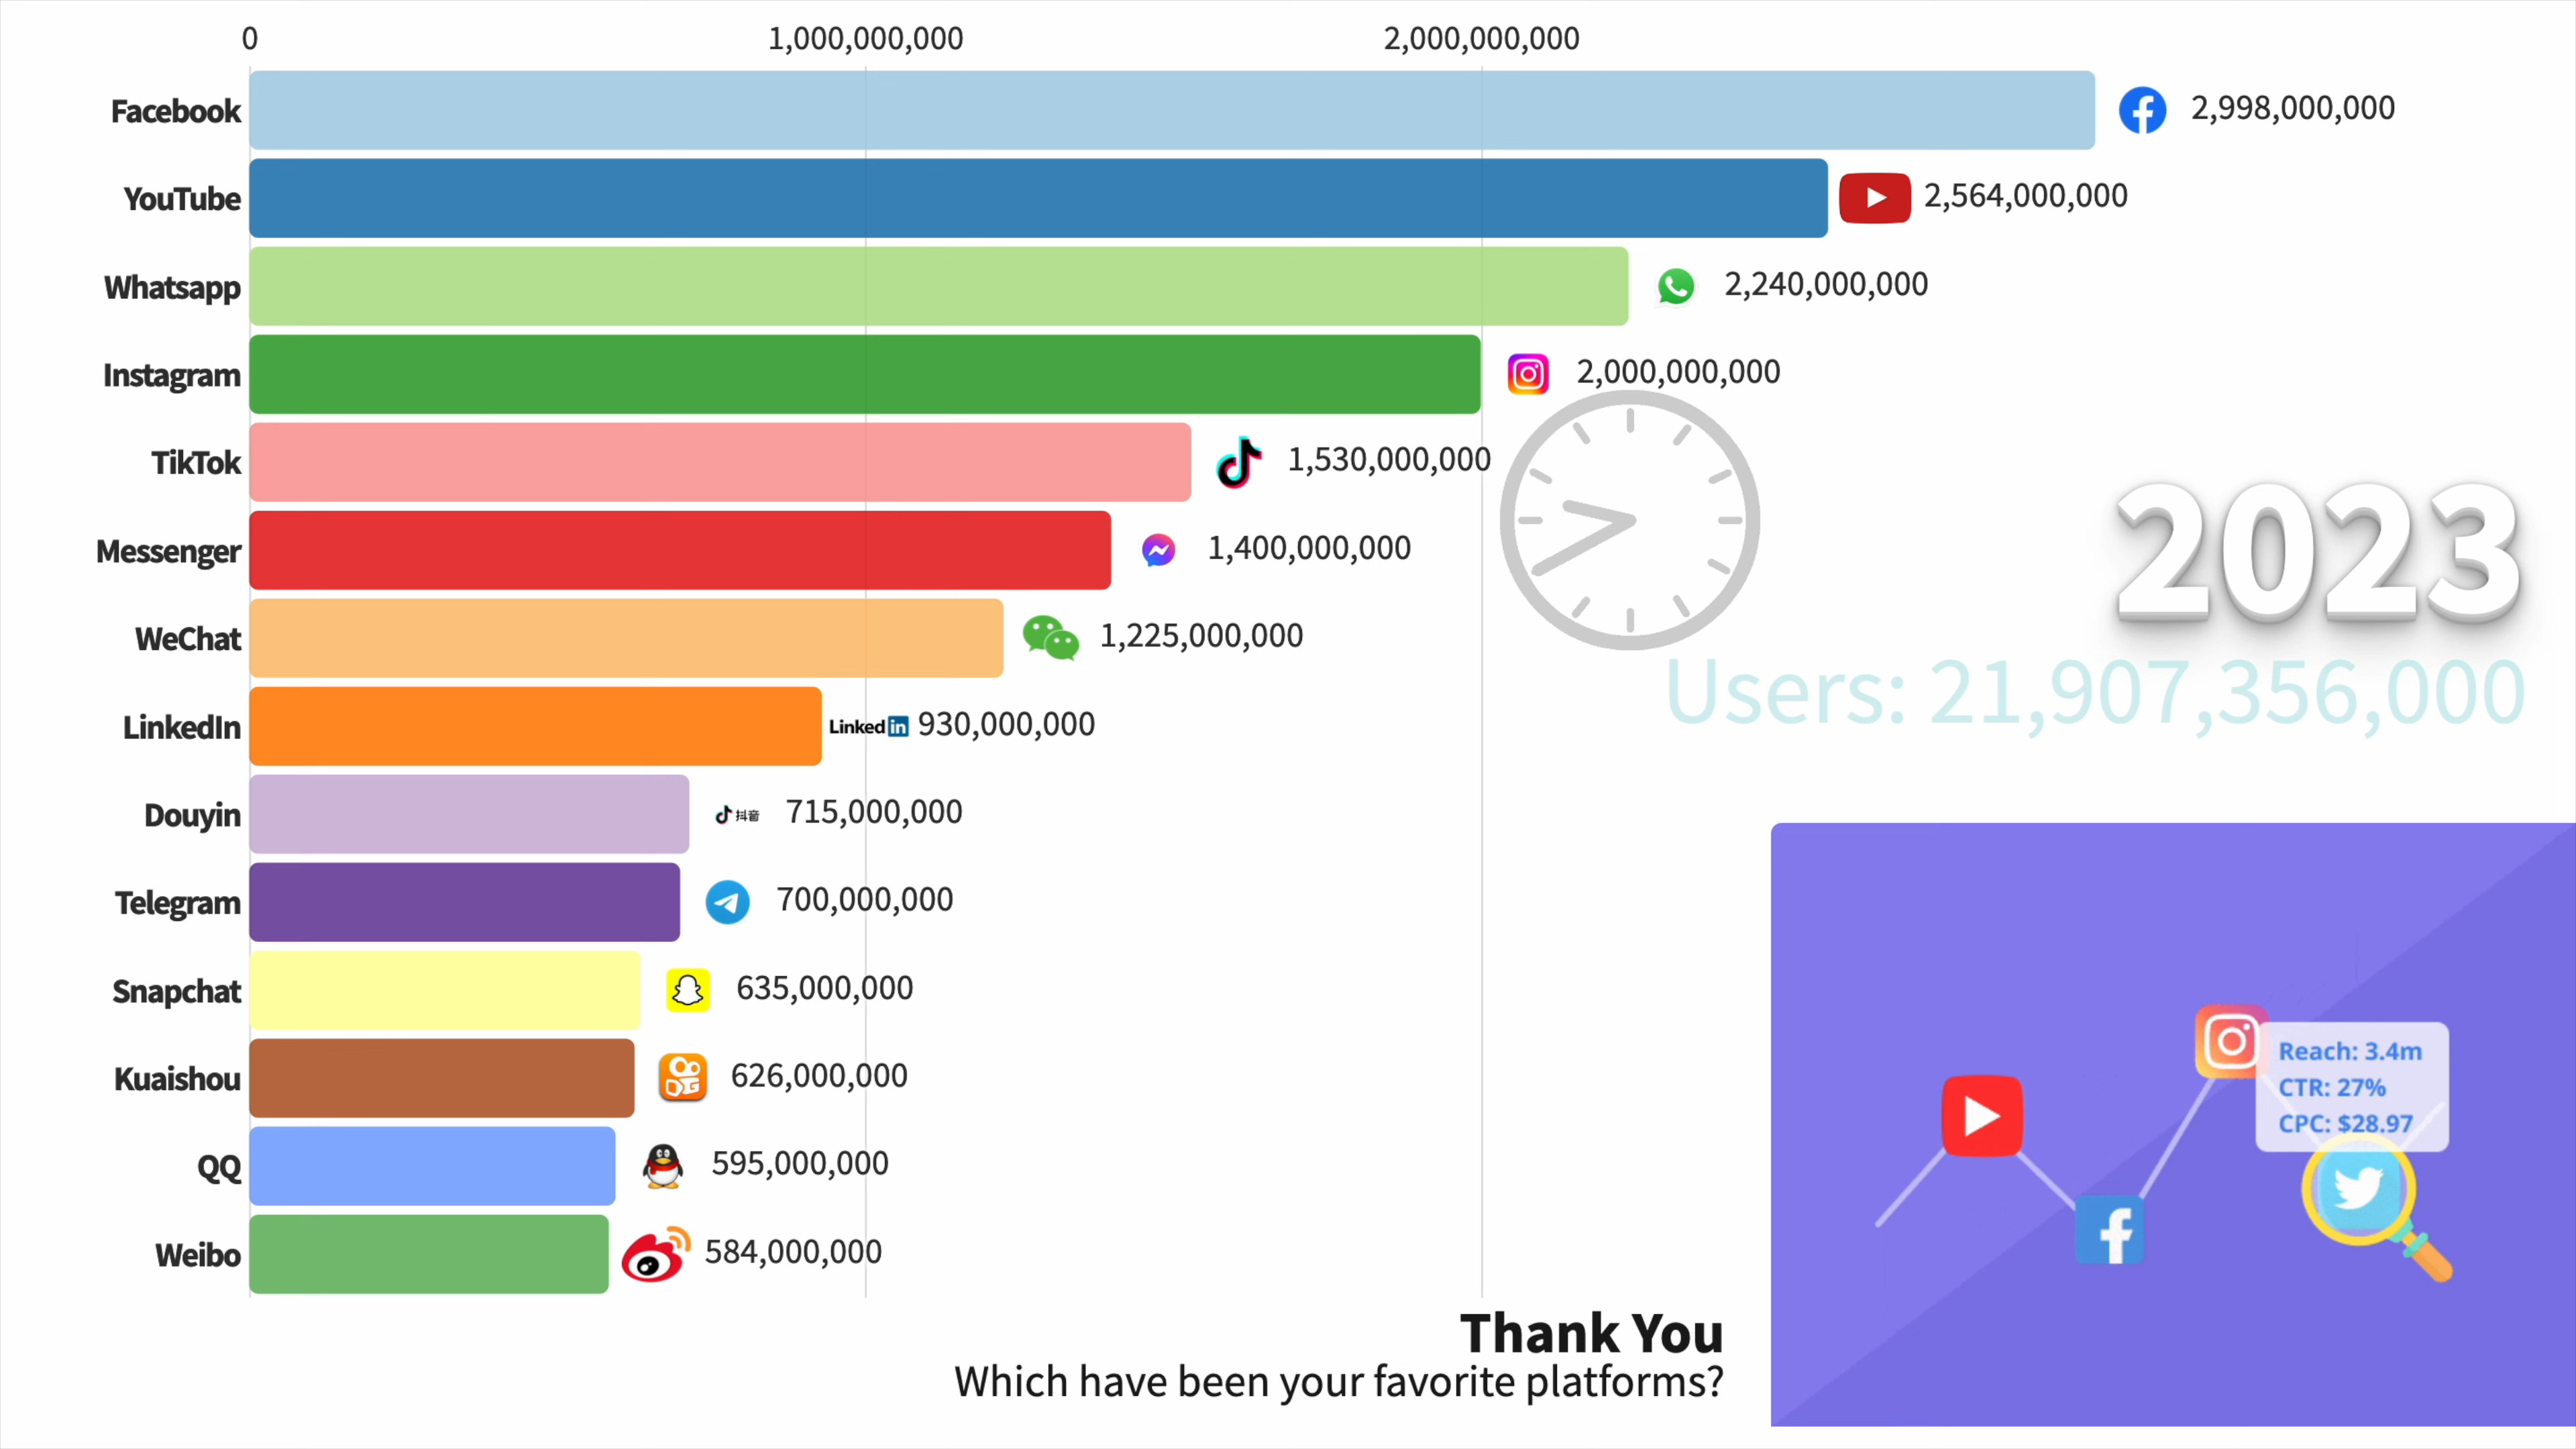 0 1,000,000,000 2,000,000,000
Facebook 2,998,000,000
YouTube 2,564,000,000
Whatsapp 2,240,000,000
Instagram 2,000,000,000
TikTok 1,530,000,000
Messenger 1,400,000,000
WeChat 1,225,000,000
LinkedIn Linked in 930,000,000
Douyin 抖音 715,000,000
Telegram 700,000,000
Snapchat 635,000,000
Kuaishou 626,000,000
QQ 595,000,000
Weibo 584,000,000
2023
Users: 21,907,356,000
Reach: 3.4m
CTR: 27%
CPC: $28.97
Thank You
Which have been your favorite platforms?